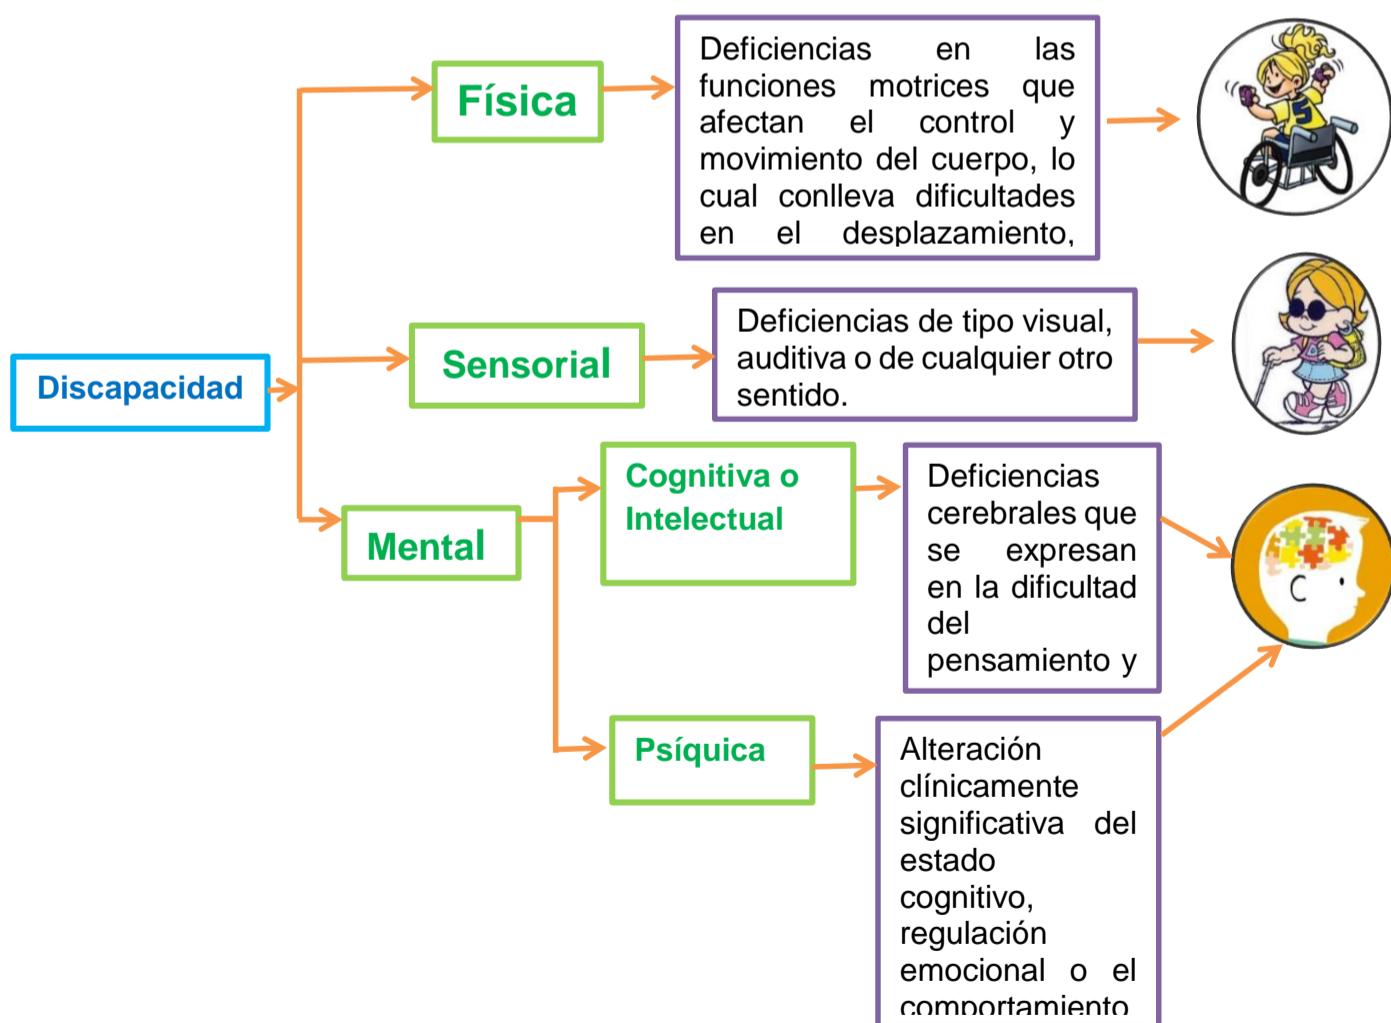 Discapacidad
Física
Deficiencias en las
funciones motrices que
afectan el control y
movimiento del cuerpo, lo
cual conlleva dificultades
en el desplazamiento,
Sensorial
Deficiencias de tipo visual,
auditiva o de cualquier otro
sentido.
Mental
Cognitiva o
Intelectual
Deficiencias
cerebrales que
se expresan
en la dificultad
del
pensamiento y
Psíquica
Alteración
clínicamente
significativa del
estado
cognitivo,
regulación
emocional o el
comportamiento